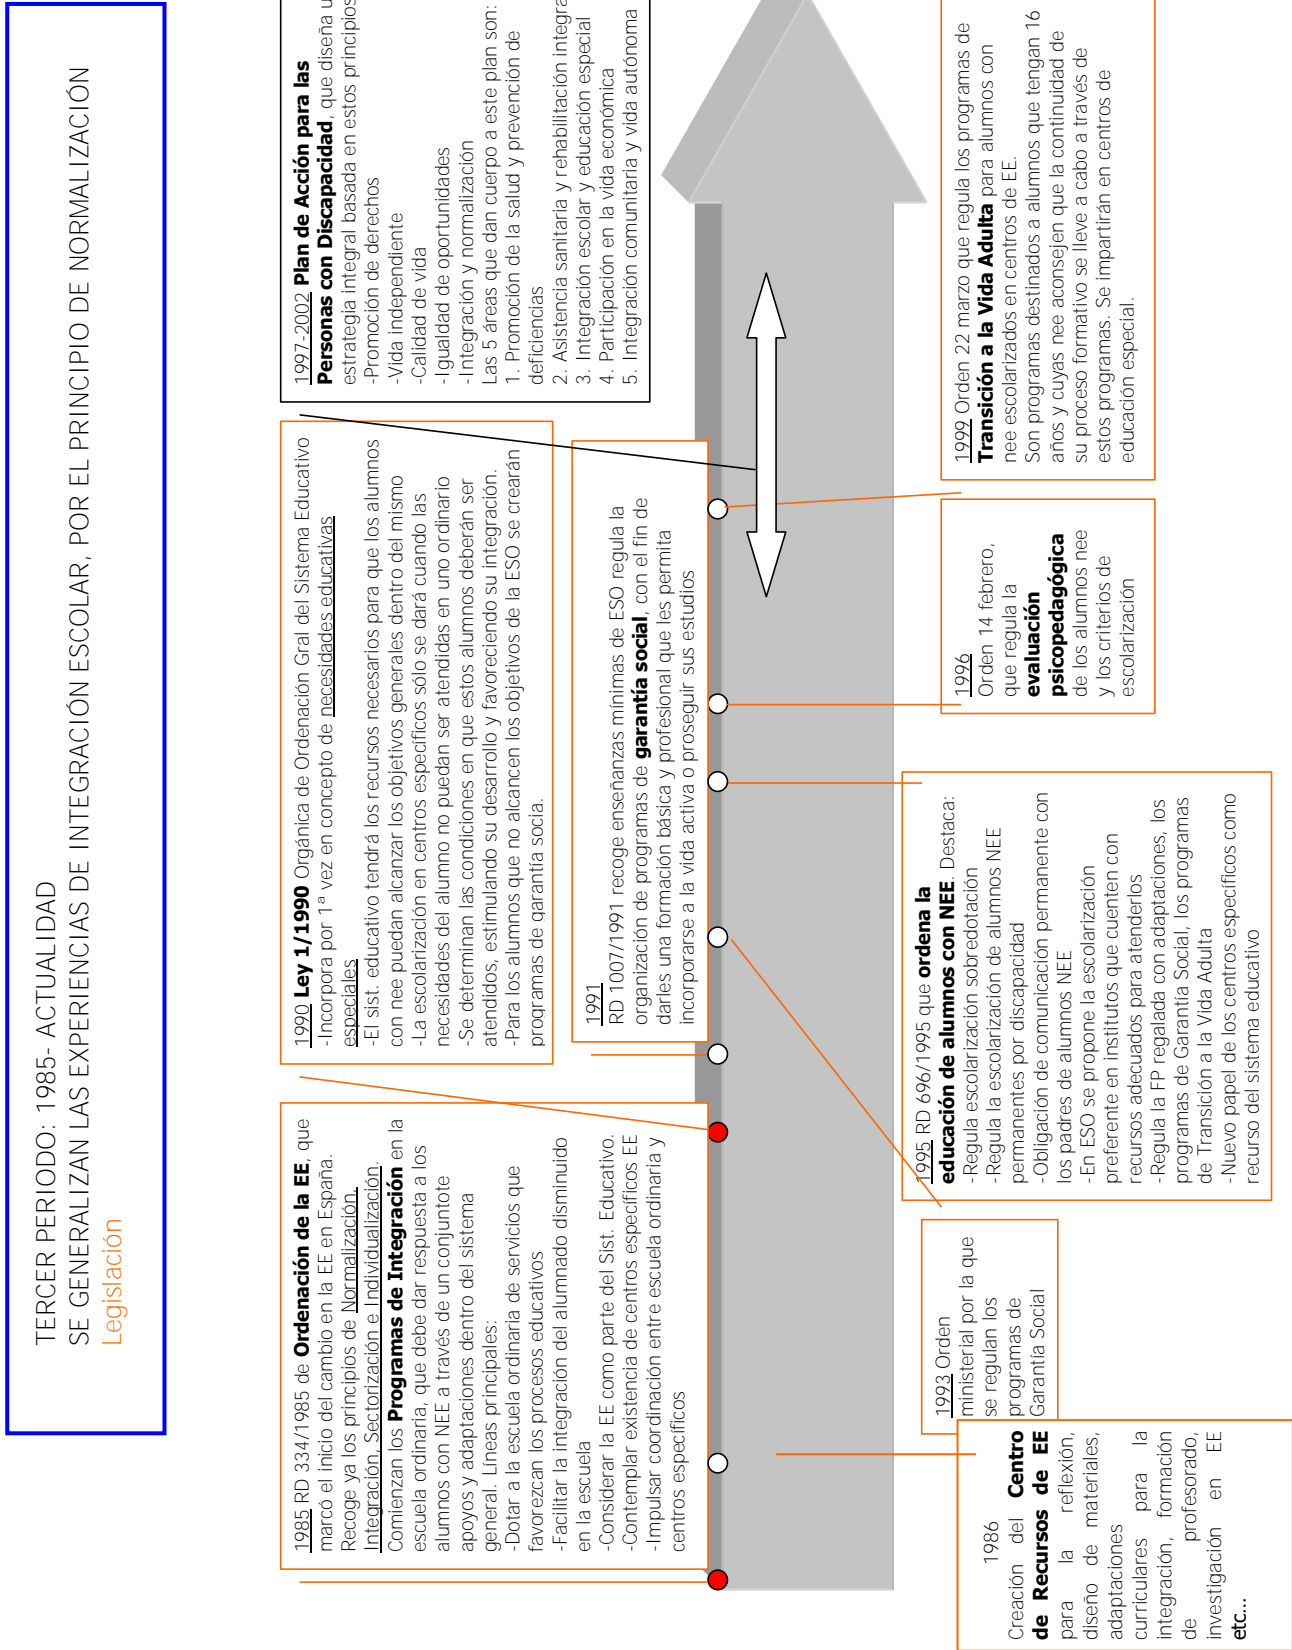 TERCER PERIODO: 1985- ACTUALIDAD
SE GENERALIZAN LAS EXPERIENCIAS DE INTEGRACIÓN ESCOLAR, POR EL PRINCIPIO DE NORMALIZACIÓN
Legislación
1985 RD 334/1985 de Ordenación de la EE, que
marcó el inicio del cambio en la EE en España.
Recoge ya los principios de Normalización,
Integración, Sectorización e Individualización.
Comienzan los Programas de Integración en la
escuela ordinaria, que debe dar respuesta a los
alumnos con NEE a través de un conjuntote
apoyos y adaptaciones dentro del sistema
general. Líneas principales:
-Dotar a la escuela ordinaria de servicios que
favorezcan los procesos educativos
-Facilitar la integración del alumnado disminuido
en la escuela
-Considerar la EE como parte del Sist. Educativo.
-Contemplar existencia de centros específicos EE
-Impulsar coordinación entre escuela ordinaria y
centros específicos
1990 Ley 1/1990 Orgánica de Ordenación Gral del Sistema Educativo
-Incorpora por 1ª vez en concepto de necesidades educativas
especiales
-El sist. educativo tendrá los recursos necesarios para que los alumnos
con nee puedan alcanzar los objetivos generales dentro del mismo
-La escolarización en centros específicos sólo se dará cuando las
necesidades del alumno no puedan ser atendidas en uno ordinario
-Se determinan las condiciones en que estos alumnos deberán ser
atendidos, estimulando su desarrollo y favoreciendo su integración.
-Para los alumnos que no alcancen los objetivos de la ESO se crearán
programas de garantía socia.
1991
RD 1007/1991 recoge enseñanzas mínimas de ESO regula la
organización de programas de garantía social, con el fin de
darles una formación básica y profesional que les permita
incorporarse a la vida activa o proseguir sus estudios
1997-2002 Plan de Acción para las
Personas con Discapacidad, que diseña u
estrategia integral basada en estos principios
-Promoción de derechos
-Vida independiente
-Calidad de vida
-Igualdad de oportunidades
-Integración y normalización
Las 5 áreas que dan cuerpo a este plan son:
1. Promoción de la salud y prevención de
deficiencias
2. Asistencia sanitaria y rehabilitación integra
3. Integración escolar y educación especial
4. Participación en la vida económica
5. Integración comunitaria y vida autónoma
1986
Creación del Centro
de Recursos de EE
para la reflexión,
diseño de materiales,
adaptaciones
curriculares para la
integración, formación
de profesorado,
investigación en EE
etc...
1993 Orden
ministerial por la que
se regulan los
programas de
Garantía Social
1995 RD 696/1995 que ordena la
educación de alumnos con NEE. Destaca:
-Regula escolarización sobredotación
-Regula la escolarización de alumnos NEE
permanentes por discapacidad
-Obligación de comunicación permanente con
los padres de alumnos NEE
-En ESO se propone la escolarización
preferente en institutos que cuenten con
recursos adecuados para atenderlos
-Regula la FP regalada con adaptaciones, los
programas de Garantía Social, los programas
de Transición a la Vida Adulta
-Nuevo papel de los centros específicos como
recurso del sistema educativo
1996
Orden 14 febrero,
que regula la
evaluación
psicopedagógica
de los alumnos nee
y los criterios de
escolarización
1999 Orden 22 marzo que regula los programas de
Transición a la Vida Adulta para alumnos con
nee escolarizados en centros de EE.
Son programas destinados a alumnos que tengan 16
años y cuyas nee aconsejen que la continuidad de
su proceso formativo se lleve a cabo a través de
estos programas. Se impartirán en centros de
educación especial.